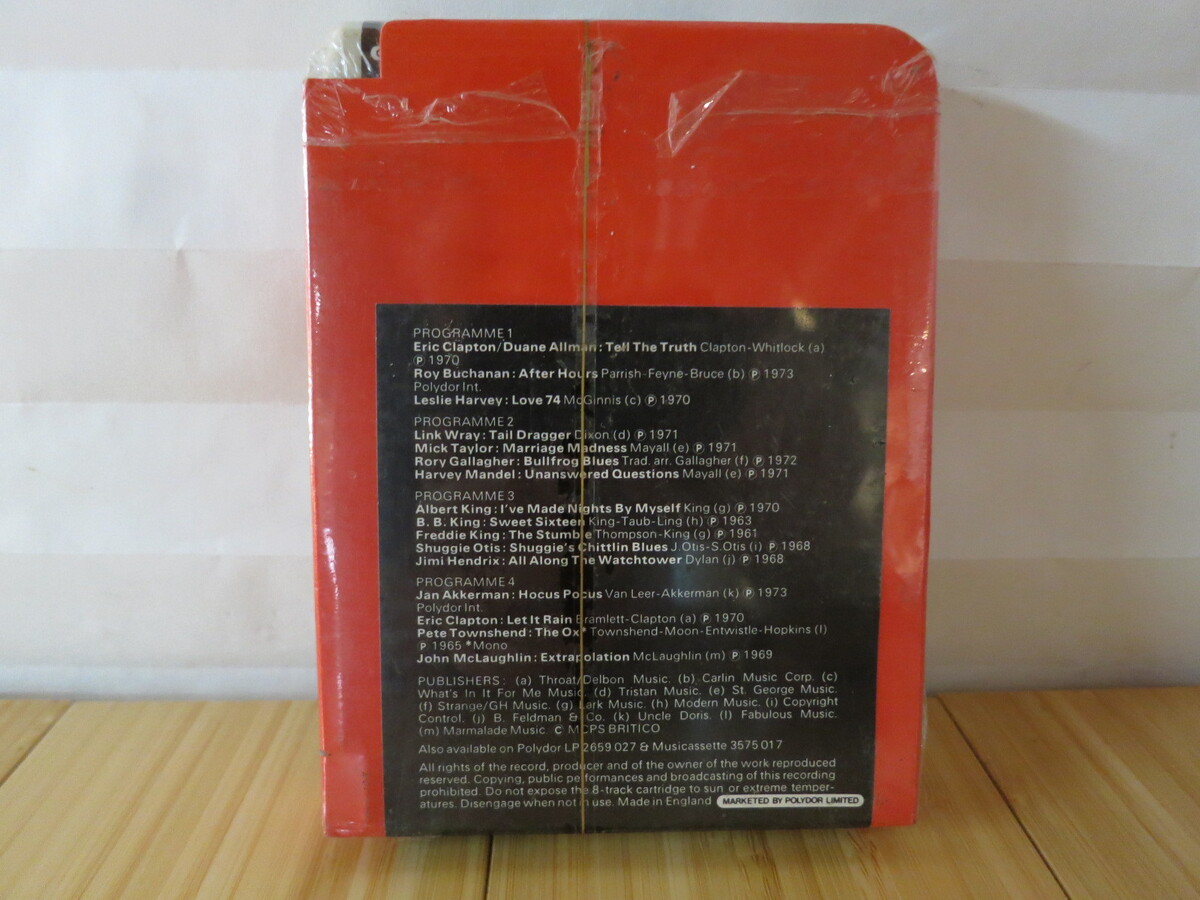 PROGRAMME 1
Eric Clapton/Duane Allman: Tell The Truth Clapton-Whitlock (a)
Ⓟ 1970
Roy Buchanan: After Hours Parrish-Feyne-Bruce (b) Ⓟ 1973
Polydor Int.
Leslie Harvey: Love 74 McGinnis (c) Ⓟ 1970
PROGRAMME 2
Link Wray: Tail Dragger Dixon (d) Ⓟ 1971
Mick Taylor: Marriage Madness Mayall (e) Ⓟ 1971
Rory Gallagher: Bullfrog Blues Trad. arr. Gallagher (f) Ⓟ 1972
Harvey Mandel: Unanswered Questions Mayall (e) Ⓟ 1971
PROGRAMME 3
Albert King: I've Made Nights By Myself King (g) Ⓟ 1970
B. B. King: Sweet Sixteen King-Taub-Ling (h) Ⓟ 1963
Freddie King: The Stumble Thompson-King (g) Ⓟ 1961
Shuggie Otis: Shuggie's Chittlin Blues J.Otis-S.Otis (i) Ⓟ 1968
Jimi Hendrix: All Along The Watchtower Dylan (j) Ⓟ 1968
PROGRAMME 4
Jan Akkerman: Hocus Pocus Van Leer-Akkerman (k) Ⓟ 1973
Polydor Int.
Eric Clapton: Let It Rain Bramlett-Clapton (a) Ⓟ 1970
Pete Townshend: The Ox* Townshend-Moon-Entwistle-Hopkins (l)
Ⓟ 1965 *Mono
John McLaughlin: Extrapolation McLaughlin (m) Ⓟ 1969
PUBLISHERS: (a) Throat/Delbon Music. (b) Carlin Music Corp. (c)
What's In It For Me Music. (d) Tristan Music. (e) St. George Music.
(f) Strange/GH Music. (g) Lark Music. (h) Modern Music. (i) Copyright
Control. (j) B. Feldman & Co. (k) Uncle Doris. (l) Fabulous Music.
(m) Marmalade Music. C MCPS BRITICO
Also available on Polydor LP 2659 027 & Musicassette 3575 017
All rights of the record, producer and of the owner of the work reproduced
reserved. Copying, public performances and broadcasting of this recording
prohibited. Do not expose the 8-track cartridge to sun or extreme temper-
atures. Disengage when not in use. Made in England MARKETED BY POLYDOR LIMITED